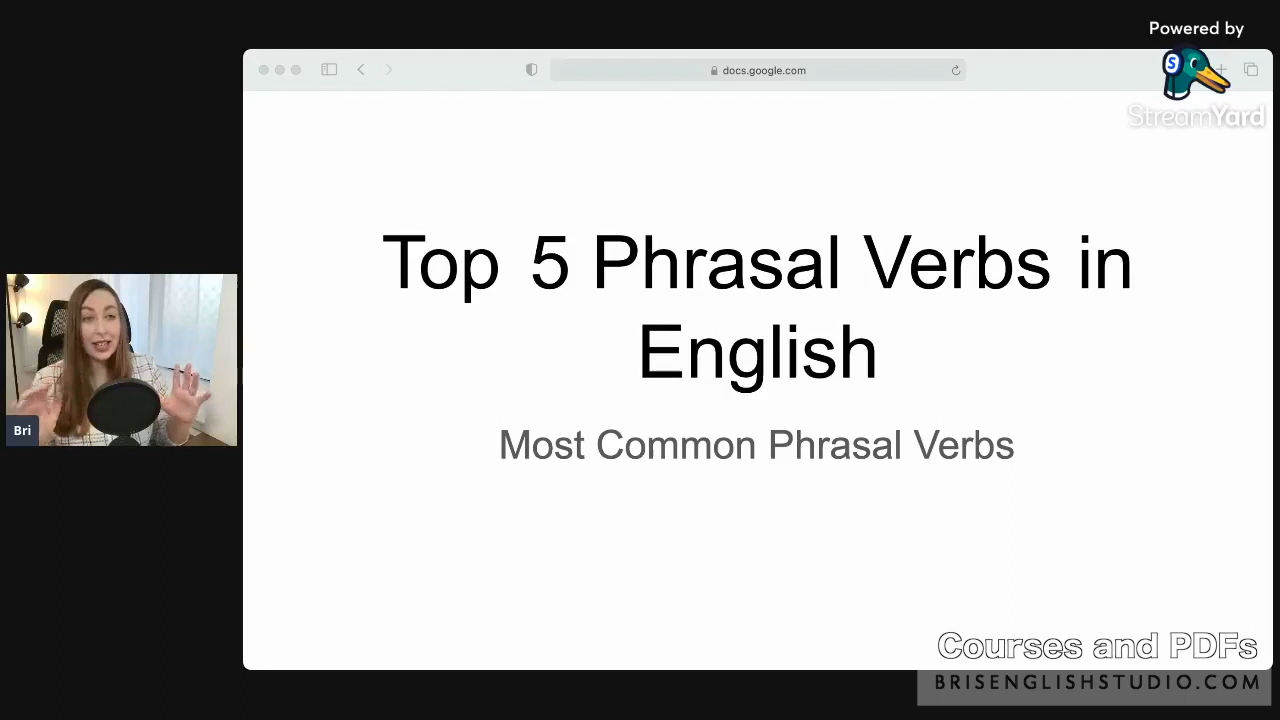 Powered by
docs.google.com
S
StreamYard
Top 5 Phrasal Verbs in
English
Most Common Phrasal Verbs
Bri
Courses and PDFs
BRISENGLISHSTUDIO.COM